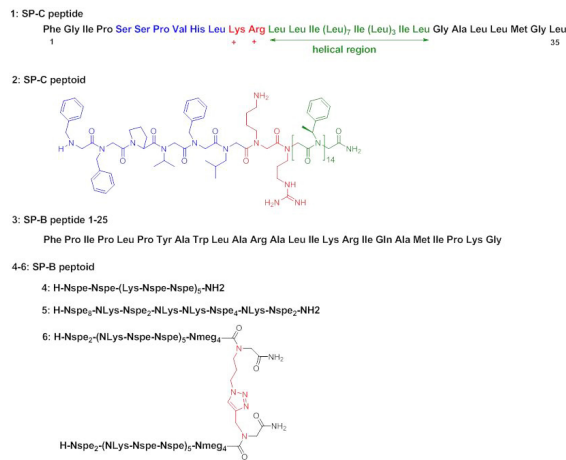 1: SP-C peptide
Phe Gly Ile Pro Ser Ser Pro Val His Leu Lys Arg Leu Leu Ile (Leu)7 Ile (Leu)3 Ile Leu Gly Ala Leu Leu Met Gly Leu
1 + + helical region 35
2: SP-C peptoid
NH2
H N O N O N O N O N O N O N O N O N O NH2
14
NH
HN NH2
3: SP-B peptide 1-25
Phe Pro Ile Pro Leu Pro Tyr Ala Trp Leu Ala Arg Ala Leu Ile Lys Arg Ile Gln Ala Met Ile Pro Lys Gly
4-6: SP-B peptoid
4: H-Nspe-Nspe-(Lys-Nspe-Nspe)5-NH2
5: H-Nspe8-NLys-Nspe2-NLys-NLys-Nspe4-NLys-Nspe2-NH2
6: H-Nspe2-(NLys-Nspe-Nspe)5-Nmeg4 O
N NH2
O
N N
N
O NH2
N
H-Nspe2-(NLys-Nspe-Nspe)5-Nmeg4
O